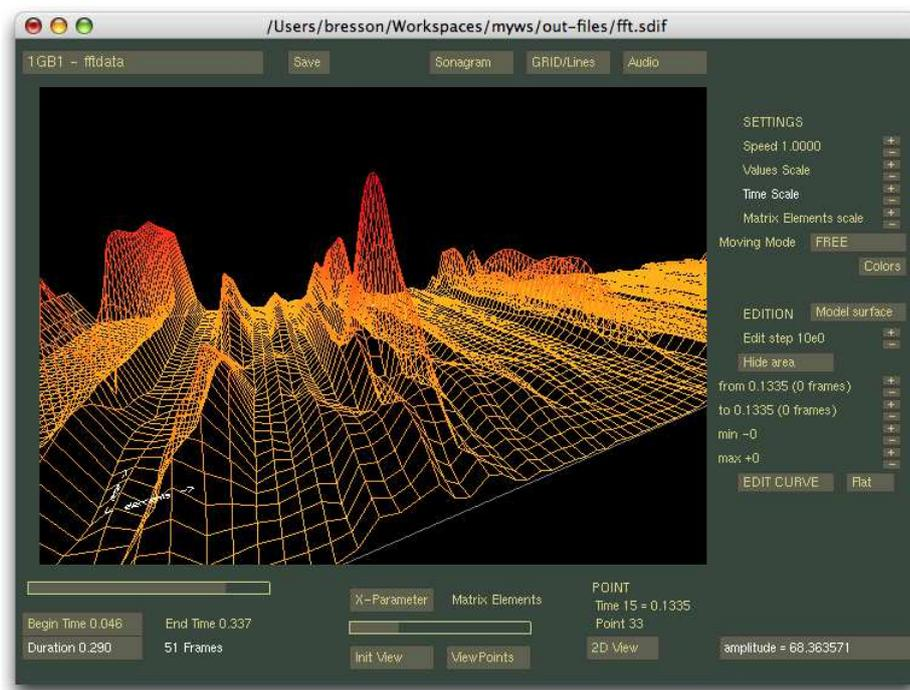 /Users/bresson/Workspaces/myws/out-files/fft.sdif
1GB1 - fftdata
Save
Sonagram
GRID/Lines
Audio
SETTINGS
Speed 1.0000
+
-
Values Scale
+
-
Time Scale
+
-
Matrix Elements scale
+
-
Moving Mode
FREE
Colors
EDITION
Model surface
Edit step 10e0
+
-
Hide area
from 0.1335 (0 frames)
+
-
to 0.1335 (0 frames)
+
-
min -0
+
-
max +0
+
-
EDIT CURVE
Flat
elements ->
X-Parameter
Matrix Elements
POINT
Time 15 = 0.1335
Point 33
Begin Time 0.046
End Time 0.337
Duration 0.290
51 Frames
Init View
ViewPoints
2D View
amplitude = 68.363571